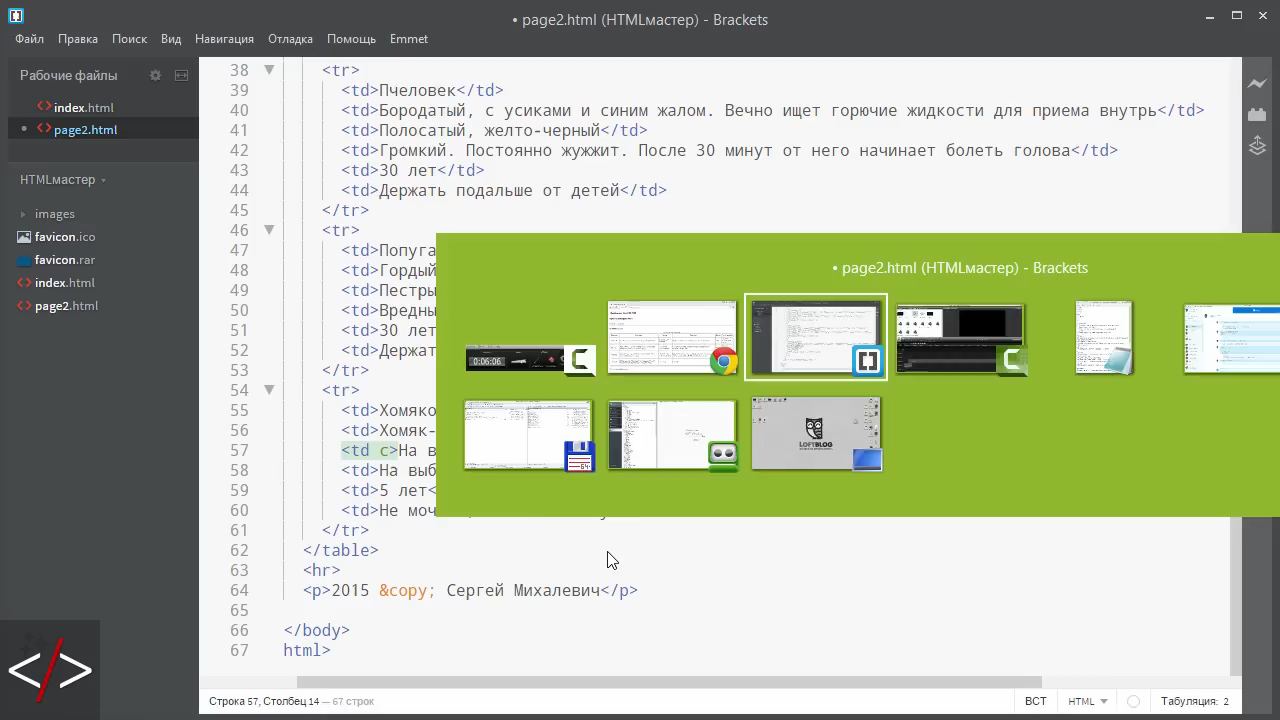 • page2.html (HTMLмастер) - Brackets
Файл Правка Поиск Вид Навигация Отладка Помощь Emmet
Рабочие файлы
index.html
• page2.html
HTMLмастер
images
favicon.ico
favicon.rar
index.html
page2.html
38 <tr>
39 <td>Пчеловек</td>
40 <td>Бородатый, с усиками и синим жалом. Вечно ищет горючие жидкости для приема внутрь</td>
41 <td>Полосатый, желто-черный</td>
42 <td>Громкий. Постоянно жужжит. После 30 минут от него начинает болеть голова</td>
43 <td>30 лет</td>
44 <td>Держать подальше от детей</td>
45 </tr>
46 <tr>
47 <td>Попуга
48 <td>Гордый
49 <td>Пестры
50 <td>Вредны
51 <td>30 лет
52 <td>Держат
53 </tr>
54 <tr>
55 <td>Хомяко
56 <td>Хомяк-
57 <td с>На в
58 <td>На выб
59 <td>5 лет<
60 <td>Не моч
61 </tr>
62 </table>
63 <hr>
64 <p>2015 &copy; Сергей Михалевич</p>
65
66 </body>
67 html>
• page2.html (HTMLмастер) - Brackets
0:06:06
64
LOFTBLOG
</>
Строка 57, Столбец 14 — 67 строк
ВСТ HTML Табуляция: 2